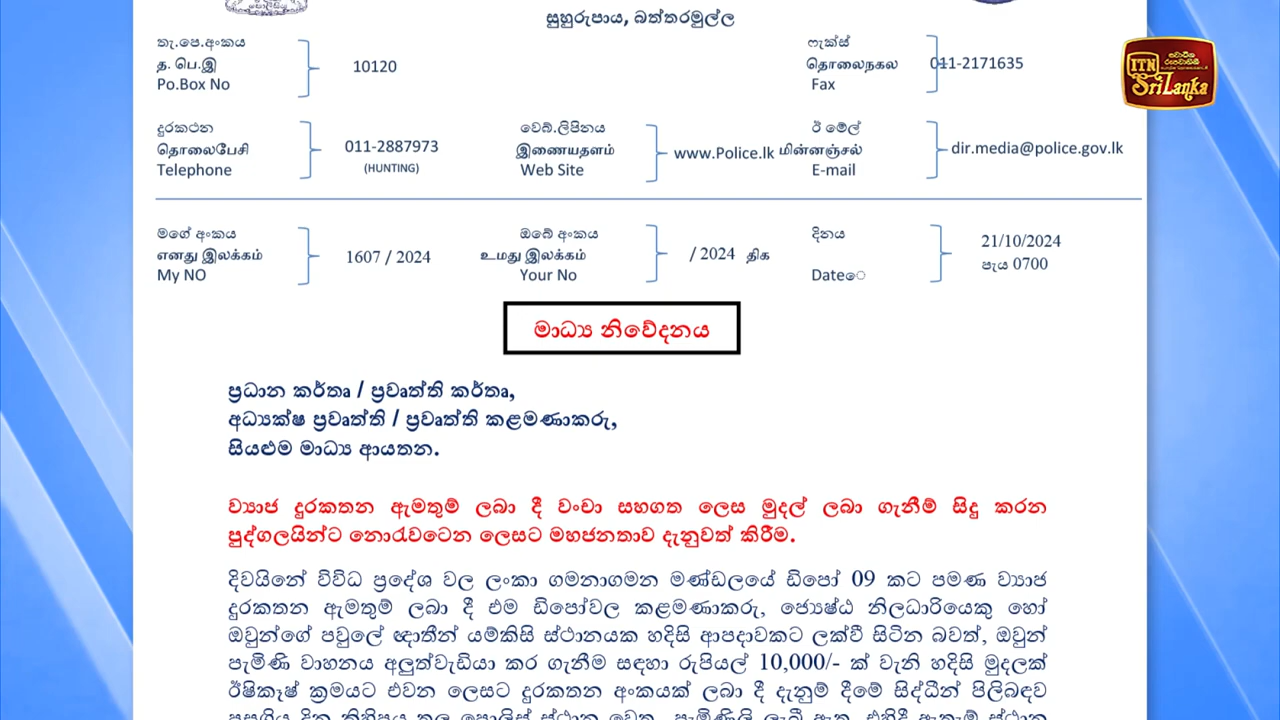 සුහුරුපාය, බත්තරමුල්ල
තැ.පෙ.අංකය
த. பெ.இ
Po.Box No
10120
ෆැක්ස්
தொலைநகல
Fax
011-2171635
ITN
Sri Lanka
දුරකථන
தொலைபேசி
Telephone
011-2887973
(HUNTING)
වෙබ්.ලිපිනය
இணையதளம்
Web Site
www.Police.lk
ඊ මේල්
மின்னஞ்சல்
E-mail
dir.media@police.gov.lk
මගේ අංකය
எனது இலக்கம்
My NO
1607 / 2024
ඔබේ අංකය
உமது இலக்கம்
Your No
/ 2024 திக
දිනය
Dateெ
21/10/2024
පැය 0700
මාධ්‍ය නිවේදනය
ප්‍රධාන කර්තෘ / ප්‍රවෘත්ති කර්තෘ,
අධ්‍යක්ෂ ප්‍රවෘත්ති / ප්‍රවෘත්ති කළමණාකරු,
සියළුම මාධ්‍ය ආයතන.
ව්‍යාජ දුරකතන ඇමතුම් ලබා දී වංචා සහගත ලෙස මුදල් ලබා ගැනීම් සිදු කරන
පුද්ගලයින්ට නොරැවටෙන ලෙසට මහජනතාව දැනුවත් කිරීම.
දිවයිනේ විවිධ ප්‍රදේශ වල ලංකා ගමනාගමන මණ්ඩලයේ ඩිපෝ 09 කට පමණ ව්‍යාජ
දුරකතන ඇමතුම් ලබා දී එම ඩිපෝවල කළමණාකරු, ජ්‍යෙෂ්ඨ නිලධාරියෙකු හෝ
ඔවුන්ගේ පවුලේ ඥාතීන් යම්කිසි ස්ථානයක හදිසි ආපදාවකට ලක්වී සිටින බවත්, ඔවුන්
පැමිණි වාහනය අලුත්වැඩියා කර ගැනීම සඳහා රුපියල් 10,000/- ක් වැනි හදිසි මුදලක්
ඊෂිකෑෂ් ක්‍රමයට එවන ලෙසට දුරකතන අංකයක් ලබා දී දැනුම් දීමේ සිද්ධීන් පිලිබඳව